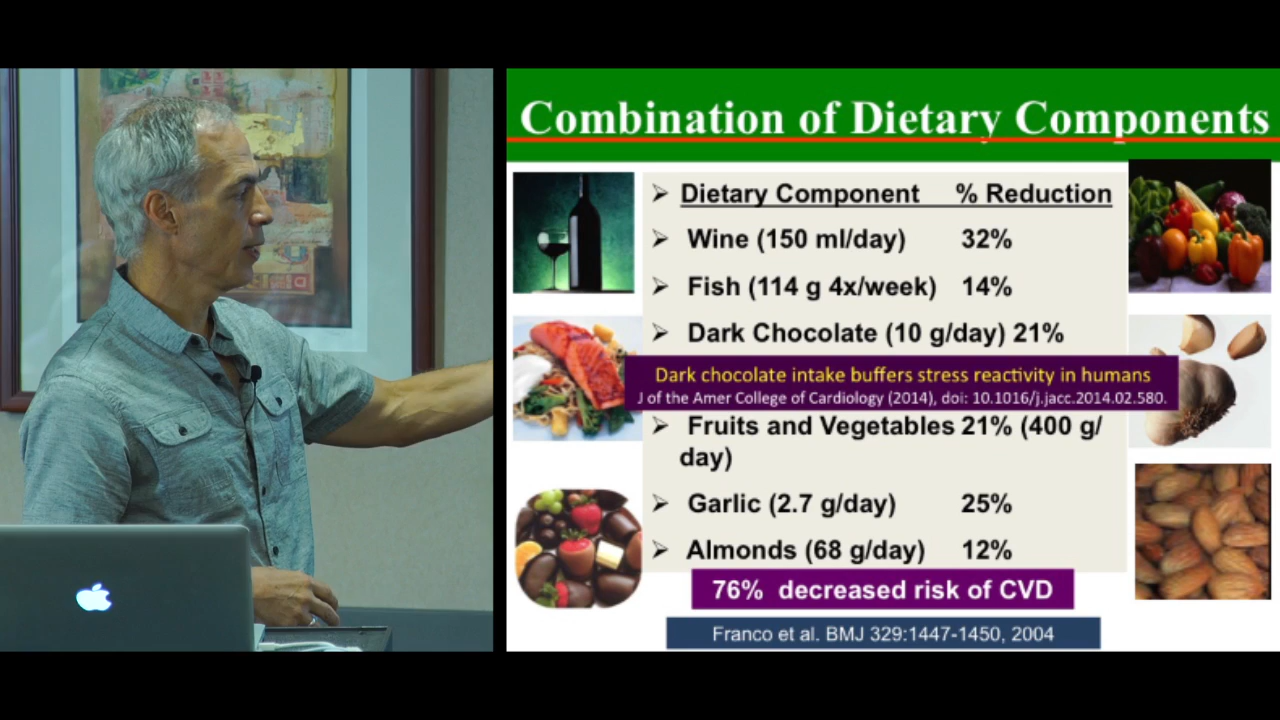 Combination of Dietary Components
Dietary Component % Reduction
Wine (150 ml/day) 32%
Fish (114 g 4x/week) 14%
Dark Chocolate (10 g/day) 21%
Dark chocolate intake buffers stress reactivity in humans
J of the Amer College of Cardiology (2014), doi: 10.1016/j.jacc.2014.02.580.
Fruits and Vegetables 21% (400 g/
day)
Garlic (2.7 g/day) 25%
Almonds (68 g/day) 12%
76% decreased risk of CVD
Franco et al. BMJ 329:1447-1450, 2004